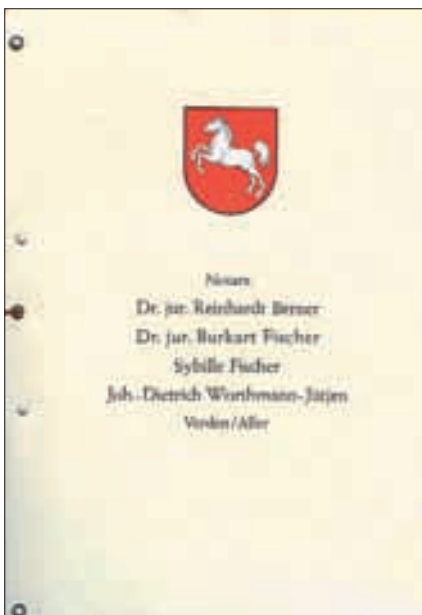 Notare
Dr. jur. Reinhardt Berner
Dr. jur. Burkart Fischer
Sybille Fischer
Joh.-Dietrich Worthmann-Jütjen
Verden/Aller